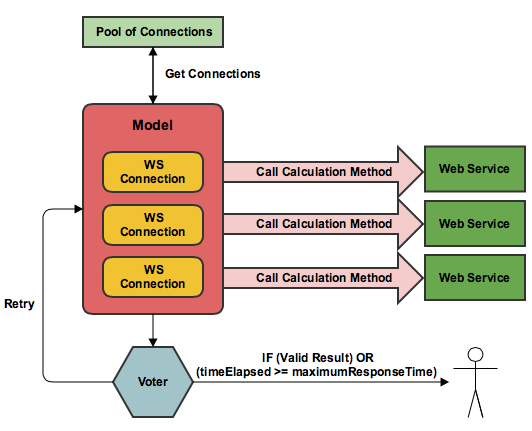 Pool of Connections
Get Connections
Model
WS
Connection
Call Calculation Method
Web Service
WS
Connection
Call Calculation Method
Web Service
WS
Connection
Call Calculation Method
Web Service
Retry
Voter
IF (Valid Result) OR
(timeElapsed >= maximumResponseTime)